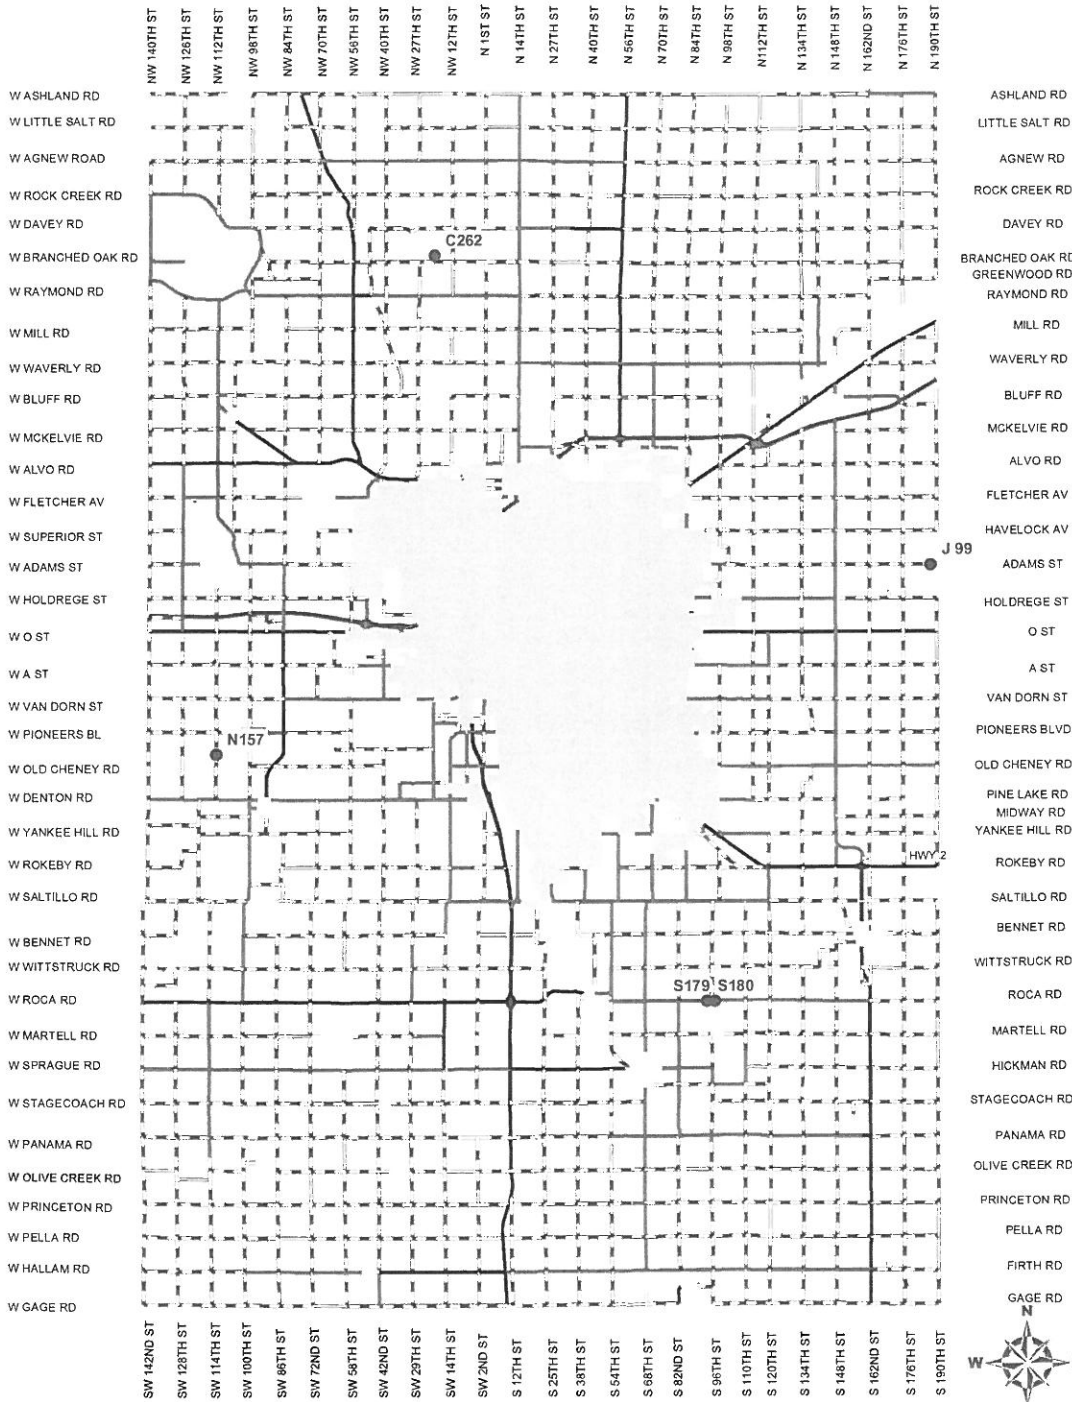 NW 140TH ST
NW 126TH ST
NW 112TH ST
NW 98TH ST
NW 84TH ST
NW 70TH ST
NW 56TH ST
NW 40TH ST
NW 27TH ST
NW 12TH ST
N 1ST ST
N 14TH ST
N 27TH ST
N 40TH ST
N 56TH ST
N 70TH ST
N 84TH ST
N 98TH ST
N112TH ST
N 134TH ST
N 148TH ST
N 162ND ST
N 176TH ST
N 190TH ST
W ASHLAND RD
W LITTLE SALT RD
W AGNEW ROAD
W ROCK CREEK RD
W DAVEY RD
W BRANCHED OAK RD
W RAYMOND RD
W MILL RD
W WAVERLY RD
W BLUFF RD
W MCKELVIE RD
W ALVO RD
W FLETCHER AV
W SUPERIOR ST
W ADAMS ST
W HOLDREGE ST
W O ST
W A ST
W VAN DORN ST
W PIONEERS BL
W OLD CHENEY RD
W DENTON RD
W YANKEE HILL RD
W ROKEBY RD
W SALTILLO RD
W BENNET RD
W WITTSTRUCK RD
W ROCA RD
W MARTELL RD
W SPRAGUE RD
W STAGECOACH RD
W PANAMA RD
W OLIVE CREEK RD
W PRINCETON RD
W PELLA RD
W HALLAM RD
W GAGE RD
C262
J 99
N157
HWY 2
S179 S180
ASHLAND RD
LITTLE SALT RD
AGNEW RD
ROCK CREEK RD
DAVEY RD
BRANCHED OAK RD
GREENWOOD RD
RAYMOND RD
MILL RD
WAVERLY RD
BLUFF RD
MCKELVIE RD
ALVO RD
FLETCHER AV
HAVELOCK AV
ADAMS ST
HOLDREGE ST
O ST
A ST
VAN DORN ST
PIONEERS BLVD
OLD CHENEY RD
PINE LAKE RD
MIDWAY RD
YANKEE HILL RD
ROKEBY RD
SALTILLO RD
BENNET RD
WITTSTRUCK RD
ROCA RD
MARTELL RD
HICKMAN RD
STAGECOACH RD
PANAMA RD
OLIVE CREEK RD
PRINCETON RD
PELLA RD
FIRTH RD
GAGE RD
N
W
SW 142ND ST
SW 128TH ST
SW 114TH ST
SW 100TH ST
SW 86TH ST
SW 72ND ST
SW 58TH ST
SW 42ND ST
SW 29TH ST
SW 14TH ST
SW 2ND ST
S 12TH ST
S 25TH ST
S 38TH ST
S 54TH ST
S 68TH ST
S 82ND ST
S 96TH ST
S 110TH ST
S 120TH ST
S 134TH ST
S 148TH ST
S 162ND ST
S 176TH ST
S 190TH ST